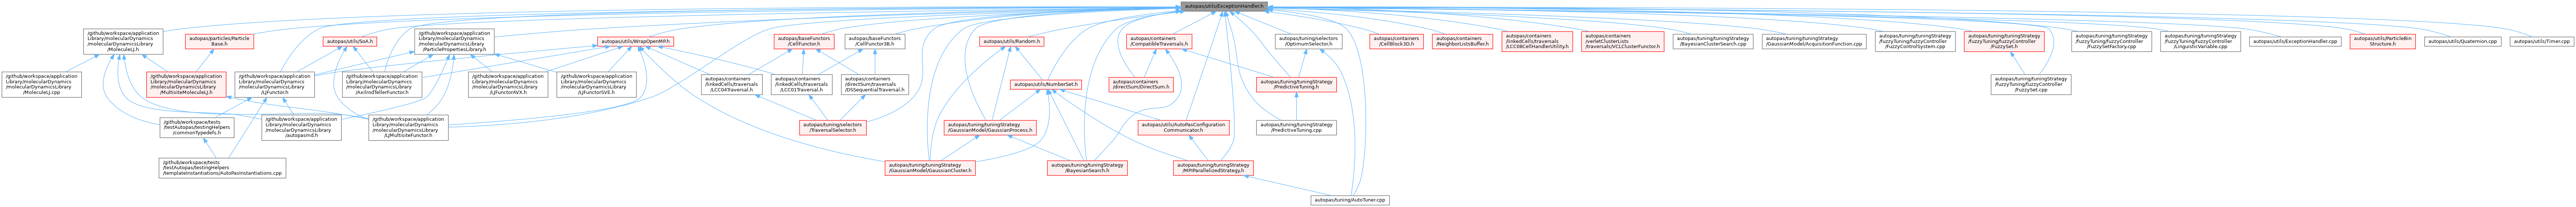 autopas/utils/ExceptionHandler.h
/github/workspace/application
Library/molecularDynamics
/molecularDynamicsLibrary
/MoleculeLJ.h
autopas/particles/Particle
Base.h
autopas/utils/SoA.h
/github/workspace/application
Library/molecularDynamics
/molecularDynamicsLibrary
/ParticlePropertiesLibrary.h
autopas/utils/WrapOpenMP.h
autopas/baseFunctors
/CellFunctor.h
autopas/baseFunctors
/CellFunctor3B.h
autopas/utils/Random.h
autopas/containers
/CompatibleTraversals.h
autopas/tuning/selectors
/OptimumSelector.h
autopas/containers
/CellBlock3D.h
autopas/containers
/NeighborListsBuffer.h
autopas/containers
/linkedCells/traversals
/LCC08CellHandlerUtility.h
autopas/containers
/verletClusterLists
/traversals/VCLClusterFunctor.h
autopas/tuning/tuningStrategy
/BayesianClusterSearch.cpp
autopas/tuning/tuningStrategy
/GaussianModel/AcquisitionFunction.cpp
autopas/tuning/tuningStrategy
/fuzzyTuning/fuzzyController
/FuzzyControlSystem.cpp
autopas/tuning/tuningStrategy
/fuzzyTuning/fuzzyController
/FuzzySet.h
autopas/tuning/tuningStrategy
/fuzzyTuning/fuzzyController
/FuzzySetFactory.cpp
autopas/tuning/tuningStrategy
/fuzzyTuning/fuzzyController
/LinguisticVariable.cpp
autopas/utils/ExceptionHandler.cpp
autopas/utils/ParticleBin
Structure.h
autopas/utils/Quaternion.cpp
autopas/utils/Timer.cpp
/github/workspace/application
Library/molecularDynamics
/molecularDynamicsLibrary
/MoleculeLJ.cpp
/github/workspace/application
Library/molecularDynamics
/molecularDynamicsLibrary
/MultisiteMoleculeLJ.h
/github/workspace/application
Library/molecularDynamics
/molecularDynamicsLibrary
/LJFunctor.h
/github/workspace/application
Library/molecularDynamics
/molecularDynamicsLibrary
/AxilrodTellerFunctor.h
/github/workspace/application
Library/molecularDynamics
/molecularDynamicsLibrary
/LJFunctorAVX.h
/github/workspace/application
Library/molecularDynamics
/molecularDynamicsLibrary
/LJFunctorSVE.h
autopas/containers
/linkedCells/traversals
/LCC04Traversal.h
autopas/containers
/linkedCells/traversals
/LCC01Traversal.h
autopas/containers
/directSum/traversals
/DSSequentialTraversal.h
autopas/utils/NumberSet.h
autopas/containers
/directSum/DirectSum.h
autopas/tuning/tuningStrategy
/PredictiveTuning.h
autopas/tuning/tuningStrategy
/fuzzyTuning/fuzzyController
/FuzzySet.cpp
/github/workspace/tests
/testAutopas/testingHelpers
/commonTypedefs.h
/github/workspace/application
Library/molecularDynamics
/molecularDynamicsLibrary
/autopasmd.h
/github/workspace/application
Library/molecularDynamics
/molecularDynamicsLibrary
/LJMultisiteFunctor.h
autopas/tuning/selectors
/TraversalSelector.h
autopas/tuning/tuningStrategy
/GaussianModel/GaussianProcess.h
autopas/utils/AutoPasConfiguration
Communicator.h
autopas/tuning/tuningStrategy
/PredictiveTuning.cpp
/github/workspace/tests
/testAutopas/testingHelpers
/templateInstantiations/AutoPasInstantiations.cpp
autopas/tuning/tuningStrategy
/GaussianModel/GaussianCluster.h
autopas/tuning/tuningStrategy
/BayesianSearch.h
autopas/tuning/tuningStrategy
/MPIParallelizedStrategy.h
autopas/tuning/AutoTuner.cpp